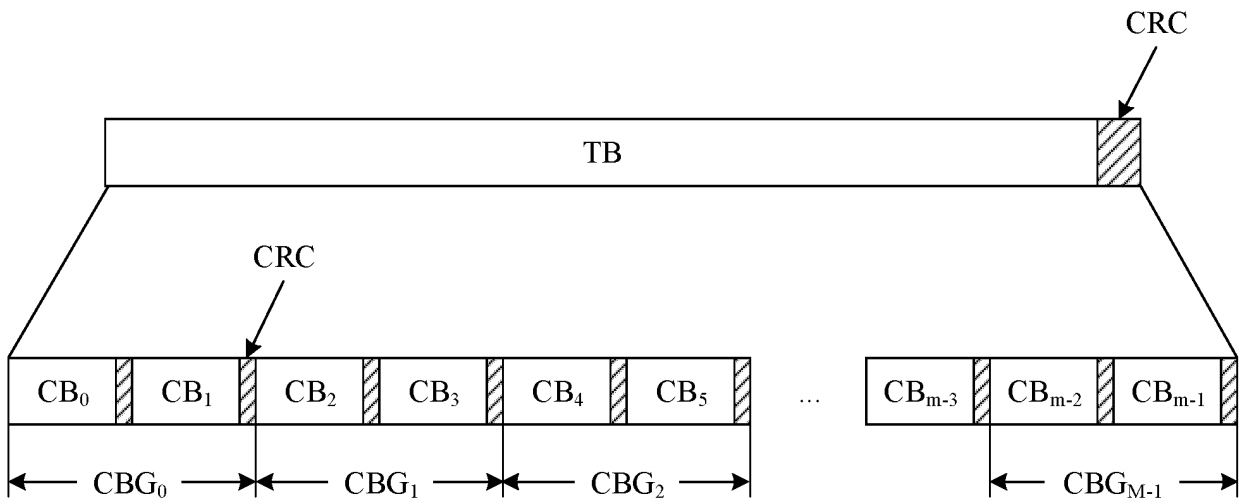 CRC
TB
CRC
CB₀ CB₁ CB₂ CB₃ CB₄ CB₅ ... CBₘ₋₃ CBₘ₋₂ CBₘ₋₁
CBG₀ CBG₁ CBG₂ CBG_M-1